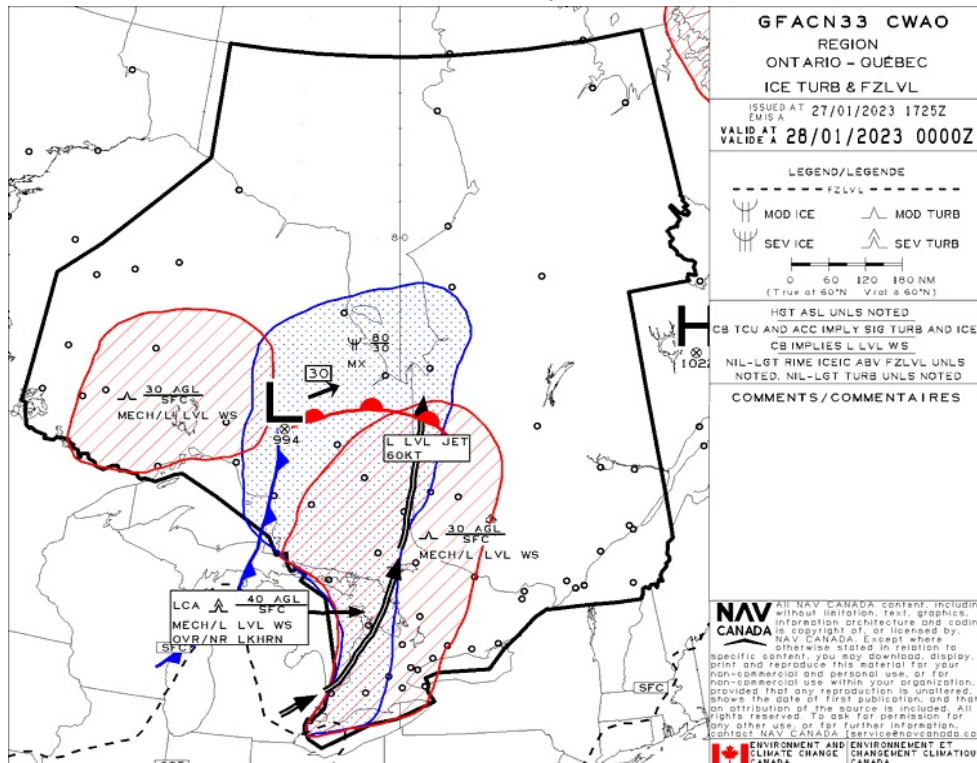 GFACN33 CWAO
REGION
ONTARIO - QUÉBEC
ICE TURB & FZLVL
ISSUED AT
ÉMIS À
27/01/2023 1725Z
VALID AT
VALIDE À
28/01/2023 0000Z
LEGEND/LÉGENDE
FZLVL
MOD ICE
MOD TURB
SEV ICE
SEV TURB
0 60 120 180 NM
(True at 60°N Vrai à 60°N)
HGT ASL UNLS NOTED
CB TCU AND ACC IMPLY SIG TURB AND ICE
CB IMPLIES L LVL WS
NIL-LGT RIME ICEIC ABV FZLVL UNLS
NOTED. NIL-LGT TURB UNLS NOTED
COMMENTS/COMMENTAIRES
80
80
30
MX
30
30 AGL
SFC
MECH/L LVL WS
L
994
H
1022
L LVL JET
60KT
30 AGL
SFC
MECH/L LVL WS
LCA
40 AGL
SFC
MECH/L LVL WS
OVR/NR LKHRN
SFC
SFC
NAV
CANADA
All NAV CANADA content, including
without limitation, text, graphics,
information architecture and coding
is copyright of, or licensed by,
NAV CANADA. Except where
otherwise stated in relation to
specific content, you may download, display,
print and reproduce this material for your
non-commercial and personal use, or for
non-commercial use within your organization,
provided that any reproduction is unaltered,
shows the date of first publication, and that
an attribution of the source is included. All
rights reserved. To ask for permission for
any other use, or for further information,
contact NAV CANADA [service@navcanada.co
ENVIRONMENT AND
CLIMATE CHANGE
CANADA
ENVIRONNEMENT ET
CHANGEMENT CLIMATIQU
CANADA